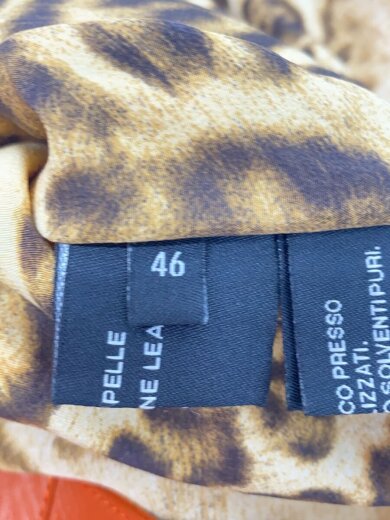 46
PELLE
NE LEA
CO PRESSO
IZZATI.
SOLVENTI PURI.